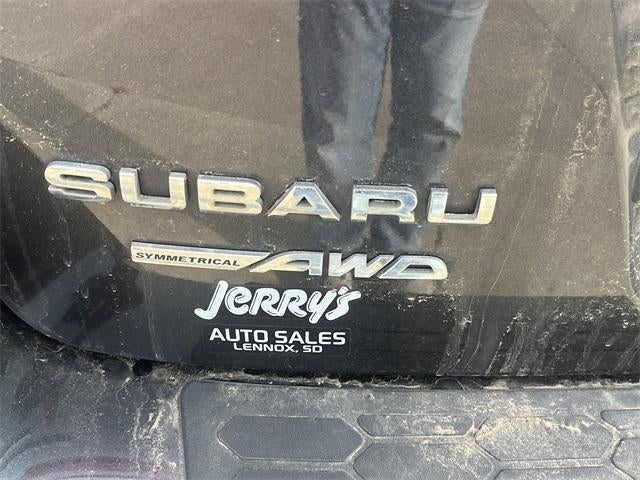 SUBARU
SYMMETRICAL AWD
JERRY'S
AUTO SALES
LENNOX, SD